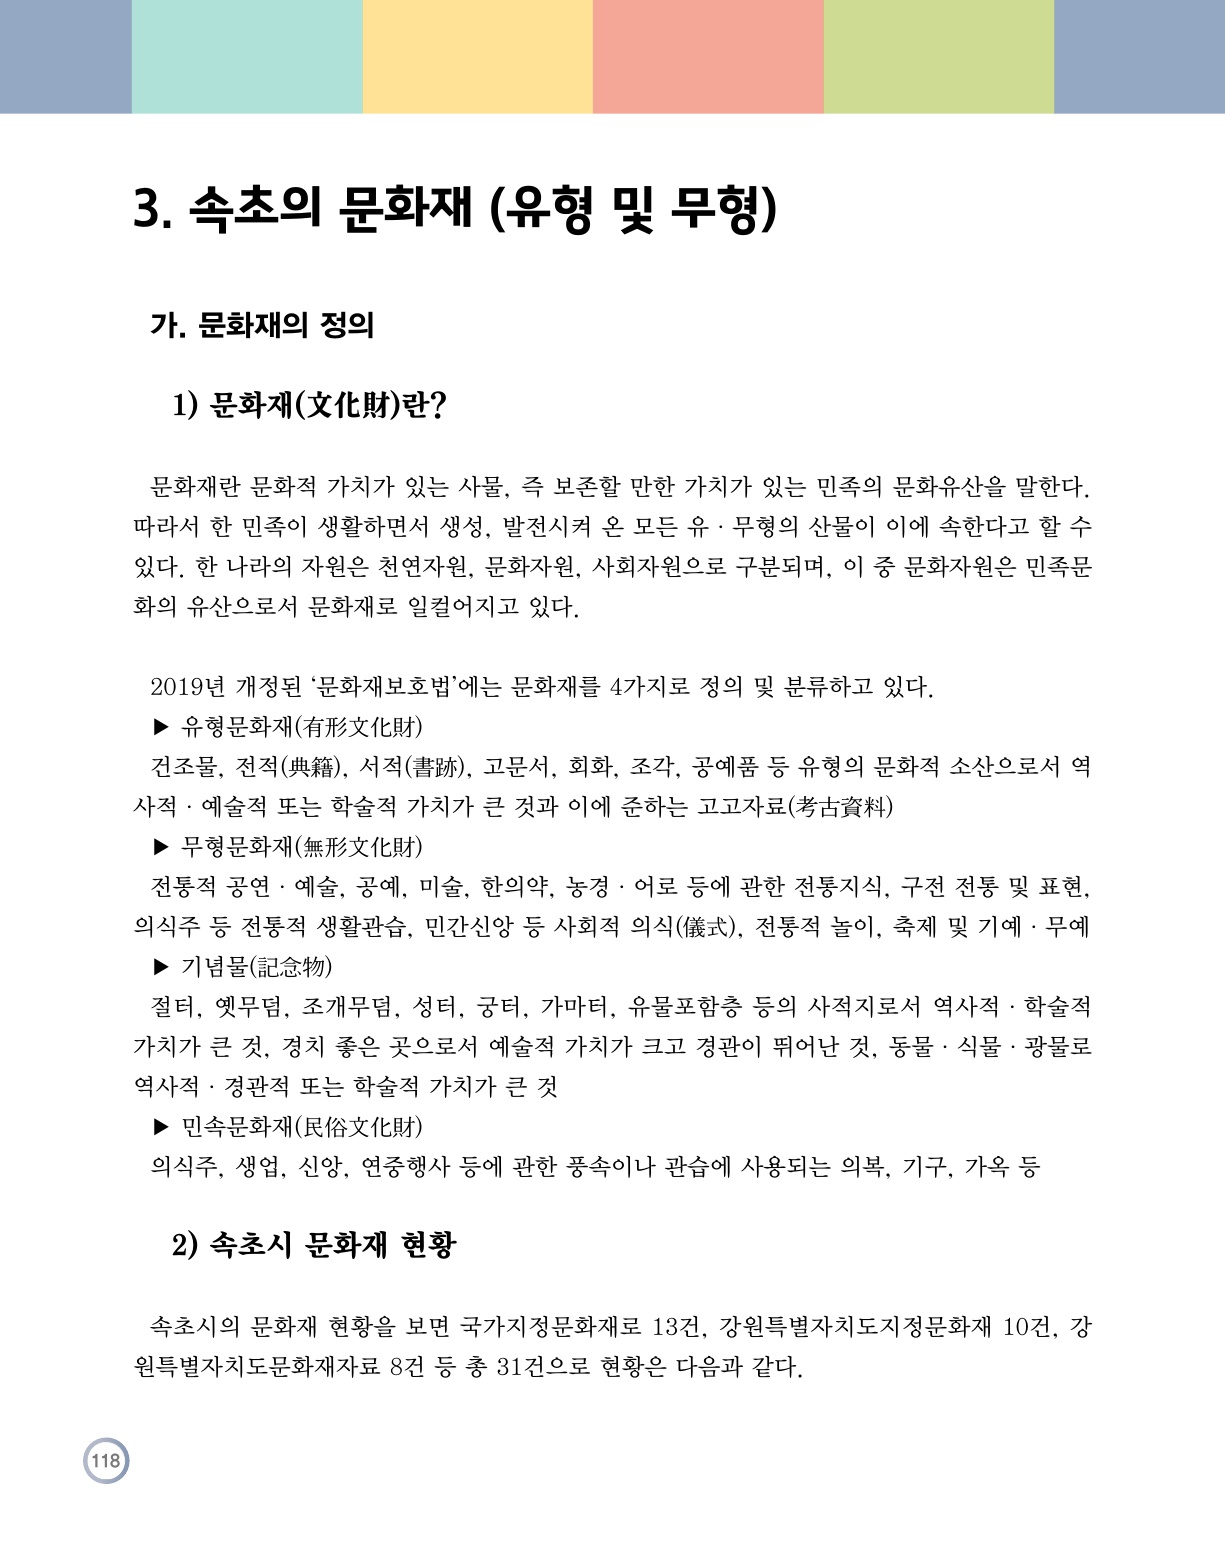 3. 속초의 문화재 (유형 및 무형)
가. 문화재의 정의
1) 문화재(文化財)란?
문화재란 문화적 가치가 있는 사물, 즉 보존할 만한 가치가 있는 민족의 문화유산을 말한다.
따라서 한 민족이 생활하면서 생성, 발전시켜 온 모든 유 · 무형의 산물이 이에 속한다고 할 수
있다. 한 나라의 자원은 천연자원, 문화자원, 사회자원으로 구분되며, 이 중 문화자원은 민족문
화의 유산으로서 문화재로 일컬어지고 있다.
2019년 개정된 ‘문화재보호법’에는 문화재를 4가지로 정의 및 분류하고 있다.
▶ 유형문화재(有形文化財)
건조물, 전적(典籍), 서적(書跡), 고문서, 회화, 조각, 공예품 등 유형의 문화적 소산으로서 역
사적 · 예술적 또는 학술적 가치가 큰 것과 이에 준하는 고고자료(考古資料)
▶ 무형문화재(無形文化財)
전통적 공연 · 예술, 공예, 미술, 한의약, 농경 · 어로 등에 관한 전통지식, 구전 전통 및 표현,
의식주 등 전통적 생활관습, 민간신앙 등 사회적 의식(儀式), 전통적 놀이, 축제 및 기예 · 무예
▶ 기념물(記念物)
절터, 옛무덤, 조개무덤, 성터, 궁터, 가마터, 유물포함층 등의 사적지로서 역사적 · 학술적
가치가 큰 것, 경치 좋은 곳으로서 예술적 가치가 크고 경관이 뛰어난 것, 동물 · 식물 · 광물로
역사적 · 경관적 또는 학술적 가치가 큰 것
▶ 민속문화재(民俗文化財)
의식주, 생업, 신앙, 연중행사 등에 관한 풍속이나 관습에 사용되는 의복, 기구, 가옥 등
2) 속초시 문화재 현황
속초시의 문화재 현황을 보면 국가지정문화재로 13건, 강원특별자치도지정문화재 10건, 강
원특별자치도문화재자료 8건 등 총 31건으로 현황은 다음과 같다.
118